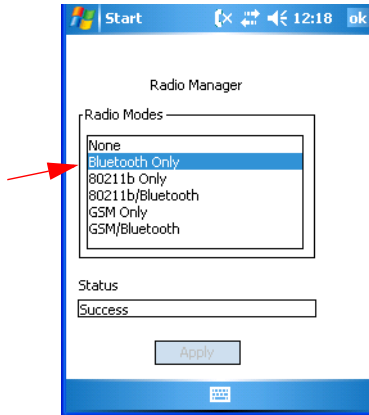 Start 12:18 ok
Radio Manager
Radio Modes
None
Bluetooth Only
80211b Only
80211b/Bluetooth
GSM Only
GSM/Bluetooth
Status
Success
Apply